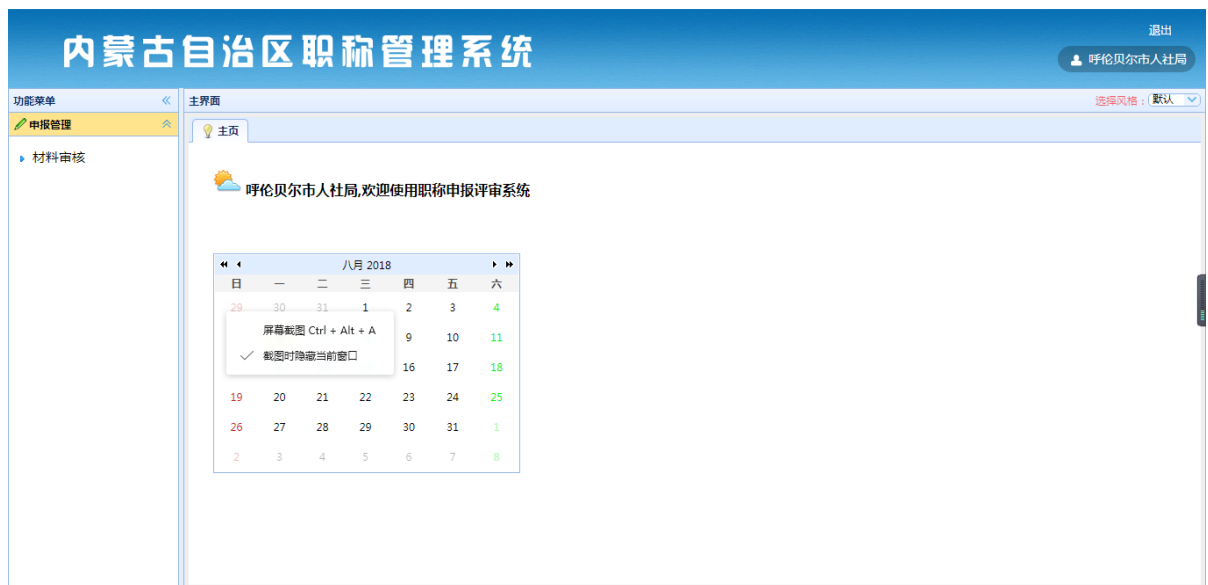 内蒙古自治区职称管理系统
退出
呼伦贝尔市人社局
功能菜单
主界面
选择风格：默认
申报管理
主页
材料审核
呼伦贝尔市人社局,欢迎使用职称申报评审系统
八月 2018
日 一 二 三 四 五 六
29 30 31 1 2 3 4
屏幕截图 Ctrl + Alt + A
9 10 11
截图时隐藏当前窗口
16 17 18
19 20 21 22 23 24 25
26 27 28 29 30 31 1
2 3 4 5 6 7 8